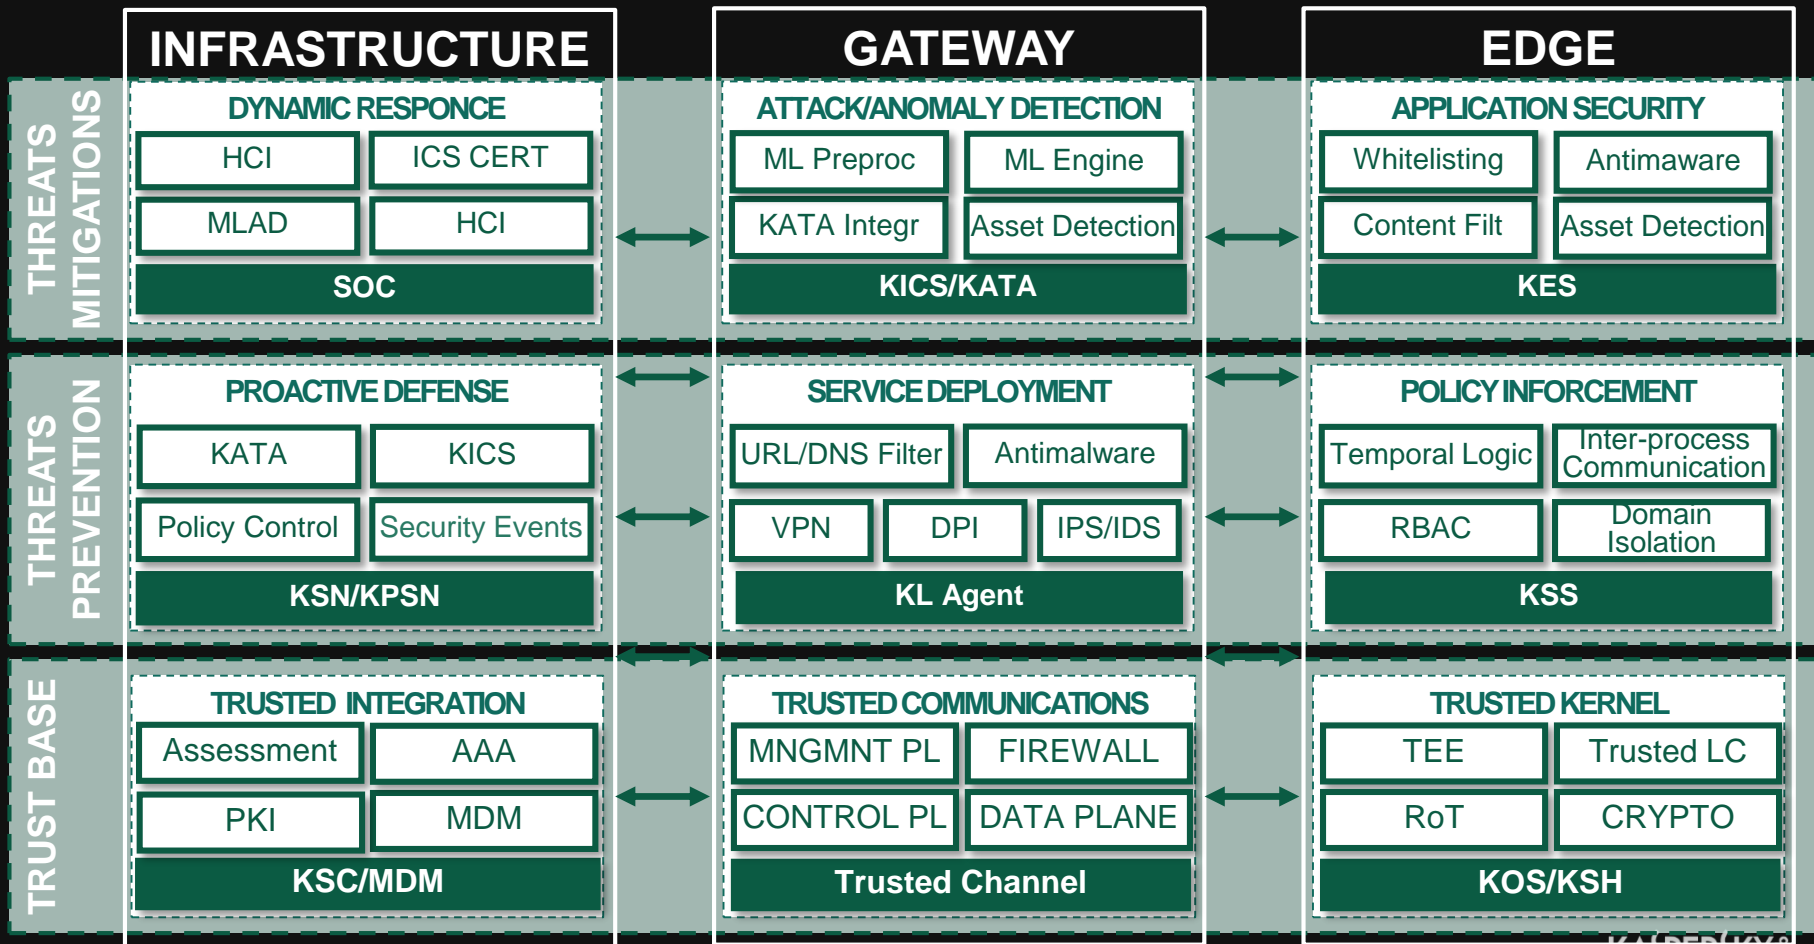 INFRASTRUCTURE
GATEWAY
EDGE
THREATS
MITIGATIONS
DYNAMIC RESPONCE
HCI
ICS CERT
MLAD
HCI
SOC
ATTACK/ANOMALY DETECTION
ML Preproc
ML Engine
KATA Integr
Asset Detection
KICS/KATA
APPLICATION SECURITY
Whitelisting
Antimaware
Content Filt
Asset Detection
KES
THREATS
PREVENTION
PROACTIVE DEFENSE
KATA
KICS
Policy Control
Security Events
KSN/KPSN
SERVICE DEPLOYMENT
URL/DNS Filter
Antimalware
VPN
DPI
IPS/IDS
KL Agent
POLICY INFORCEMENT
Temporal Logic
Inter-process
Communication
RBAC
Domain
Isolation
KSS
TRUST BASE
TRUSTED INTEGRATION
Assessment
AAA
PKI
MDM
KSC/MDM
TRUSTED COMMUNICATIONS
MNGMNT PL
FIREWALL
CONTROL PL
DATA PLANE
Trusted Channel
TRUSTED KERNEL
TEE
Trusted LC
RoT
CRYPTO
KOS/KSH